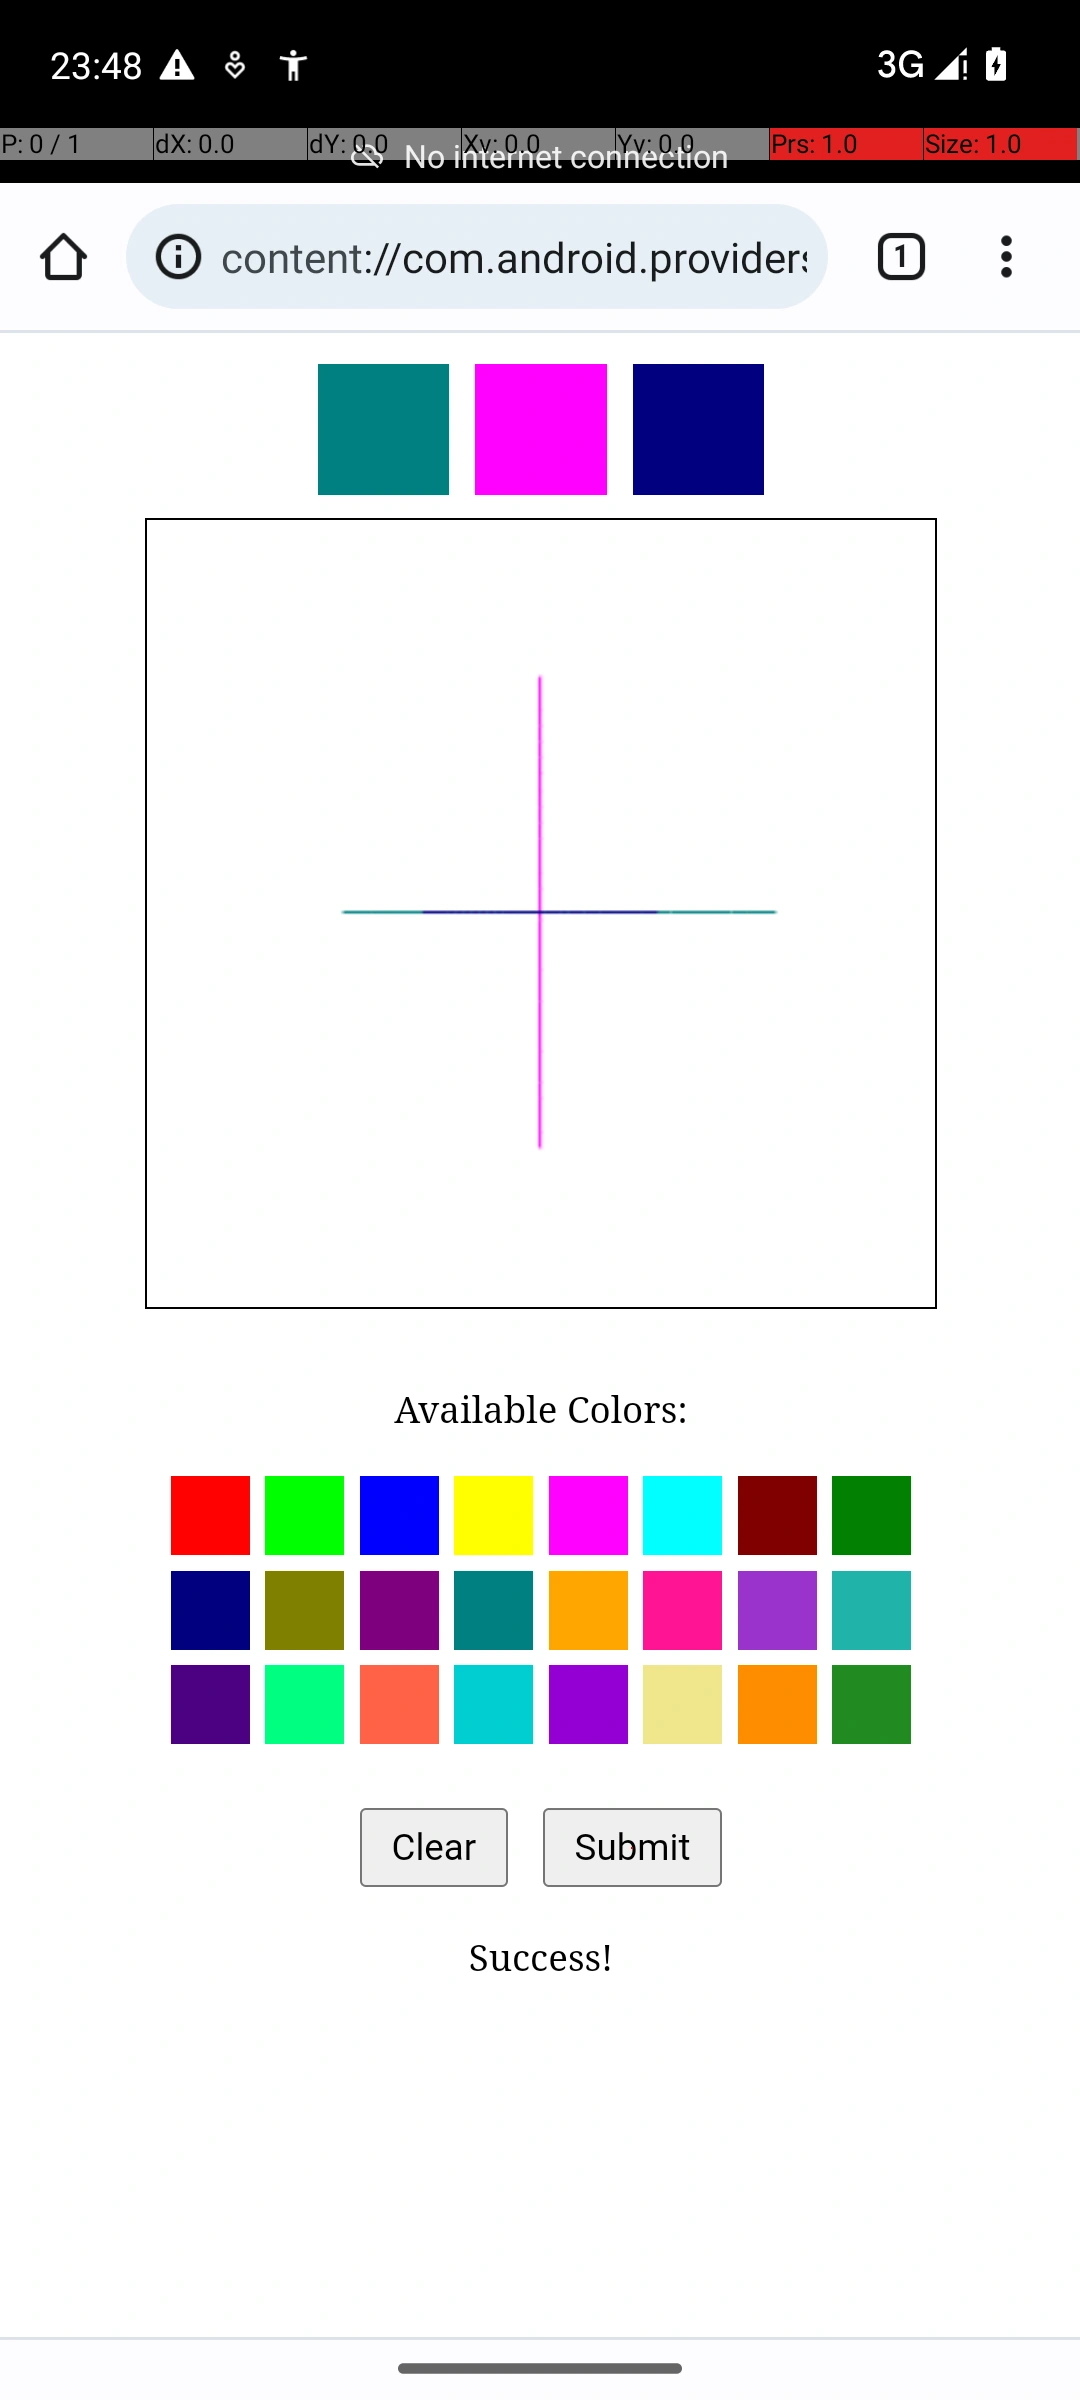 23:48 3G
P: 0 / 1 dX: 0.0 dY: 0.0 Xv: 0.0 Yv: 0.0 Prs: 1.0 Size: 1.0
No internet connection
content://com.android.providers 1
Available Colors:
Clear Submit
Success!